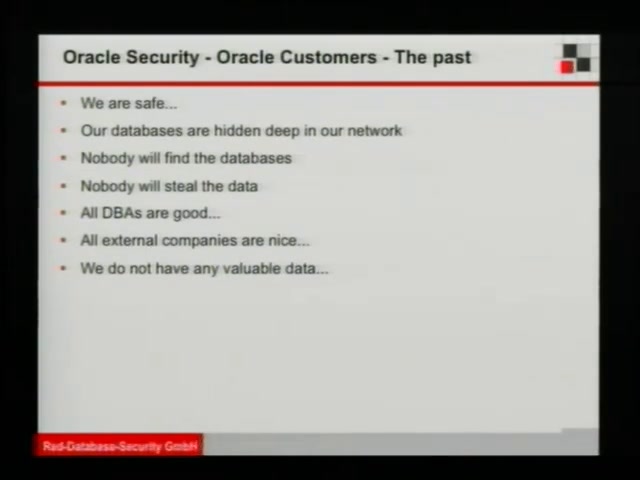 Oracle Security - Oracle Customers - The past
We are safe...
Our databases are hidden deep in our network
Nobody will find the databases
Nobody will steal the data
All DBAs are good...
All external companies are nice...
We do not have any valuable data...
Red-Database-Security GmbH